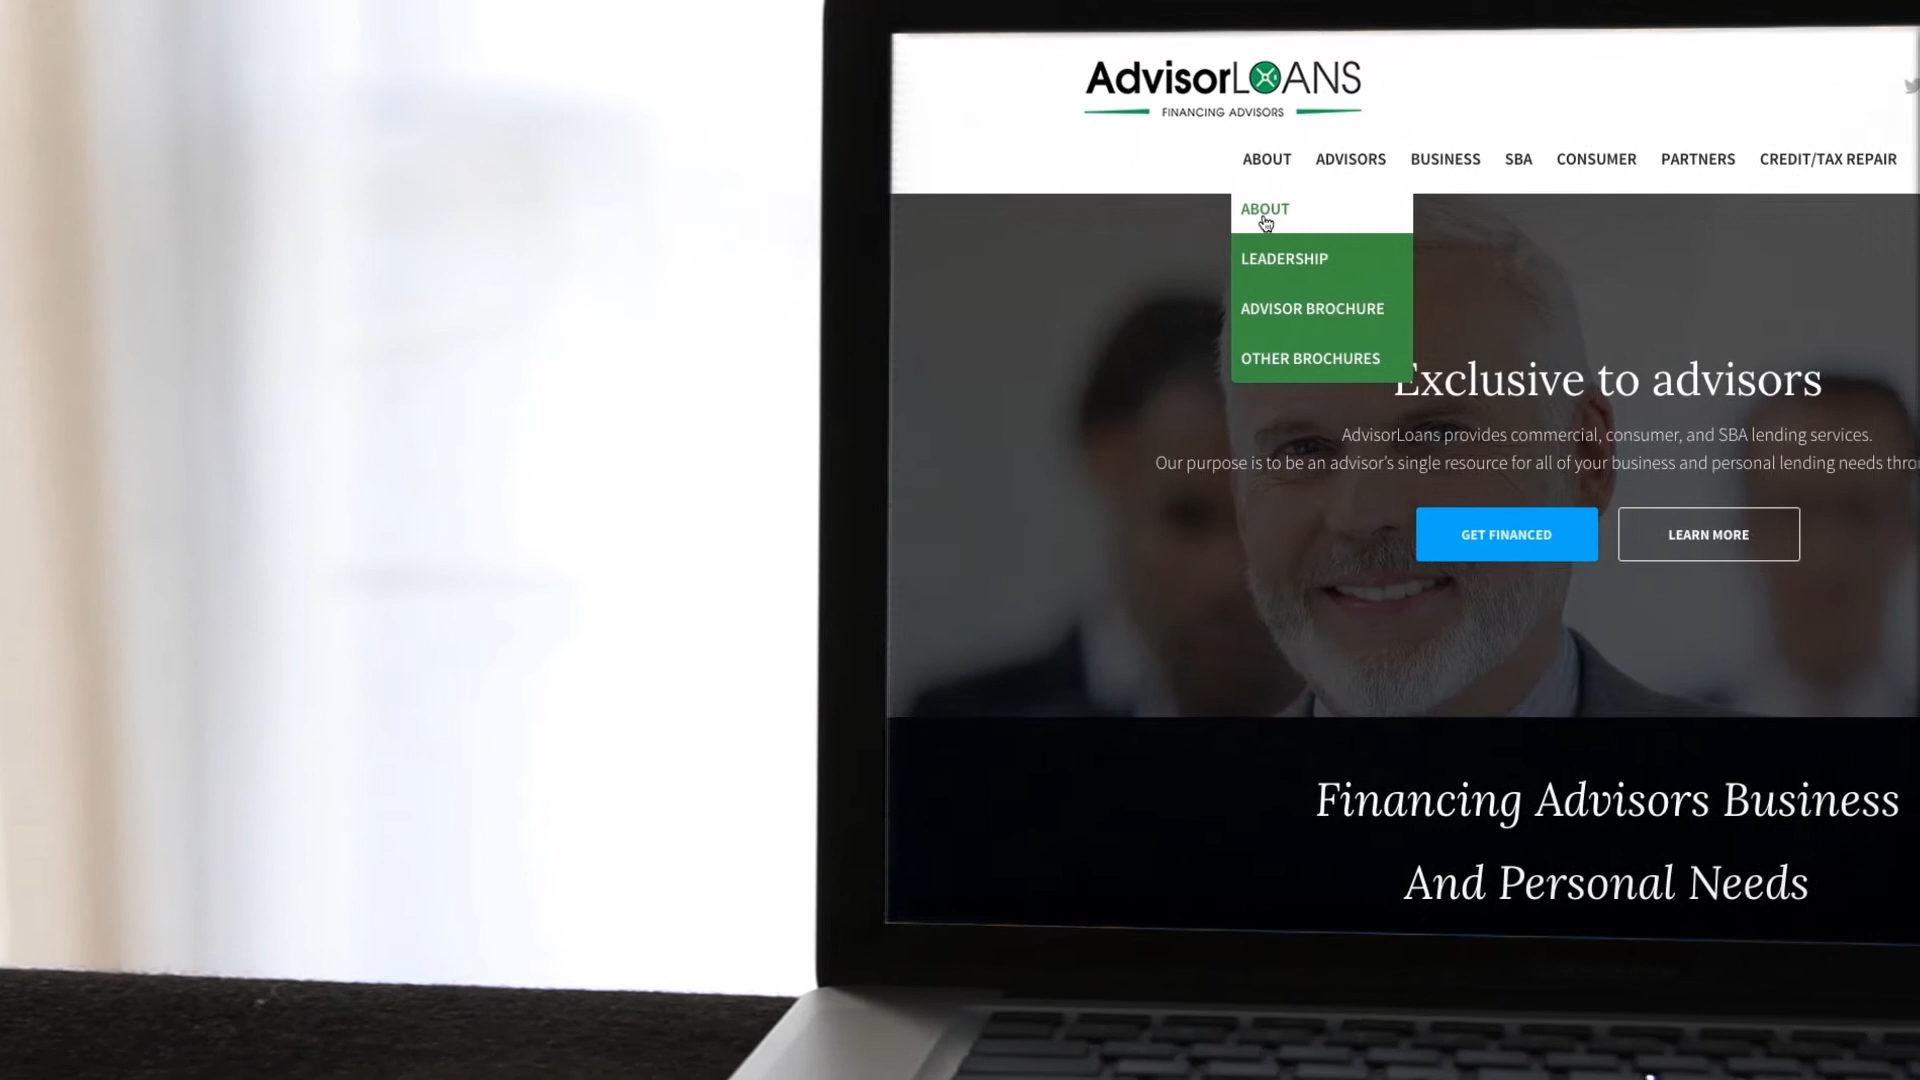 AdvisorLOANS
FINANCING ADVISORS
ABOUT ADVISORS BUSINESS SBA CONSUMER PARTNERS CREDIT/TAX REPAIR
ABOUT
LEADERSHIP
ADVISOR BROCHURE
OTHER BROCHURES
Exclusive to advisors
AdvisorLoans provides commercial, consumer, and SBA lending services.
Our purpose is to be an advisor's single resource for all of your business and personal lending needs
GET FINANCED LEARN MORE
Financing Advisors Business
And Personal Needs